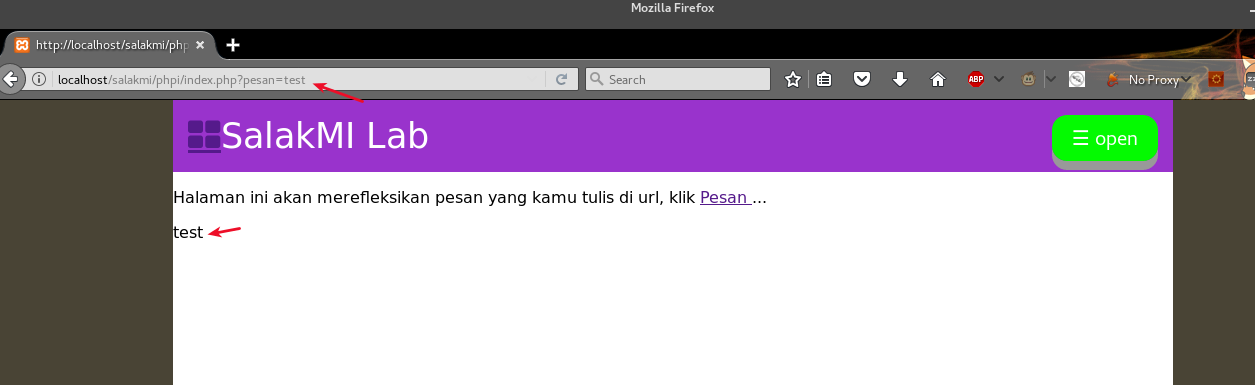 Mozilla Firefox
http://localhost/salakmi/php
localhost/salakmi/phpi/index.php?pesan=test
Search
ABP
No Proxy
SalakMI Lab
☰ open
Halaman ini akan merefleksikan pesan yang kamu tulis di url, klik Pesan ...
test